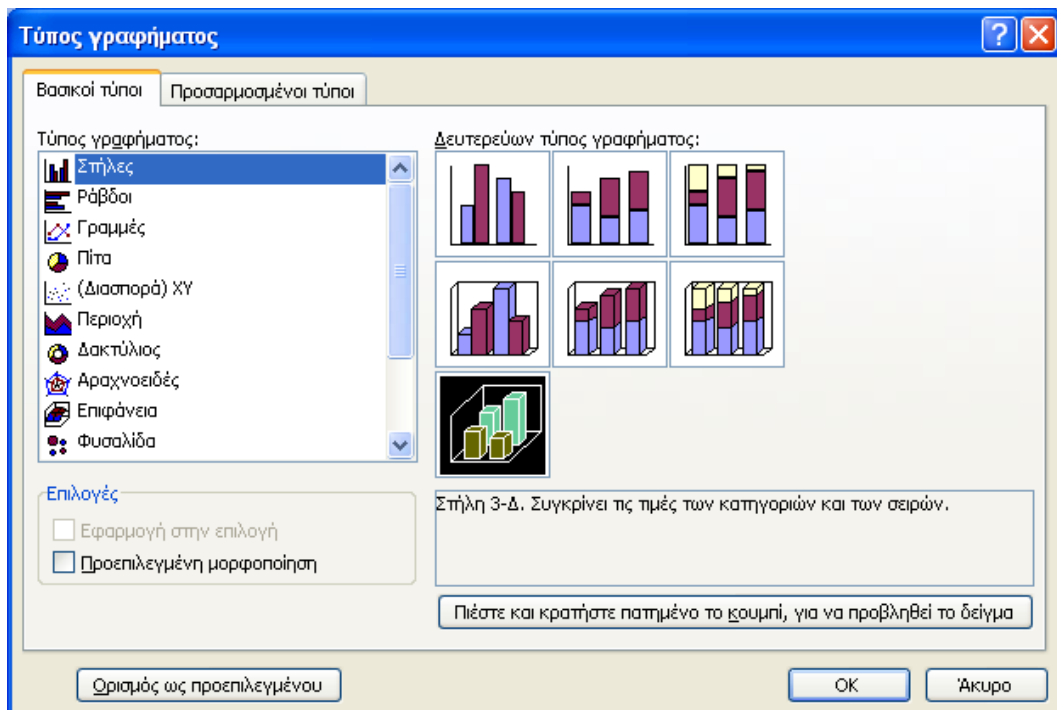 Τύπος γραφήματος
Βασικοί τύποι
Προσαρμοσμένοι τύποι
Τύπος γραφήματος:
Στήλες
Ράβδοι
Γραμμές
Πίτα
(Διασπορά) XY
Περιοχή
Δακτύλιος
Αραχνοειδές
Επιφάνεια
Φυσαλίδα
Επιλογές
Εφαρμογή στην επιλογή
Προεπιλεγμένη μορφοποίηση
Δευτερεύων τύπος γραφήματος:
Στήλη 3-Δ. Συγκρίνει τις τιμές των κατηγοριών και των σειρών.
Πιέστε και κρατήστε πατημένο το κουμπί, για να προβληθεί το δείγμα
Ορισμός ως προεπιλεγμένου
OK
Άκυρο